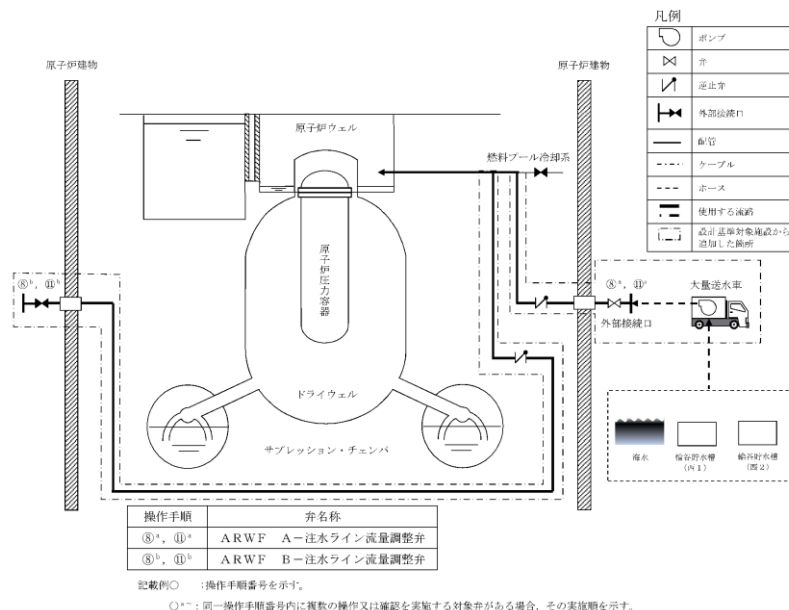 凡例
ポンプ
弁
逆止弁
外部接続口
配管
ケーブル
ホース
使用する流路
設計基準対象施設から
追加した箇所
原子炉建物
原子炉建物
原子炉ウェル
燃料プール冷却系
原子炉圧力容器
⑧ᵇ, ⑪ᵇ
⑧ᵃ, ⑪ᵃ
大量送水車
外部接続口
ドライウェル
サプレッション・チェンバ
海水
輪谷貯水槽
(西1)
輪谷貯水槽
(西2)
操作手順 弁名称
⑧ᵃ, ⑪ᵃ ARWF A-注水ライン流量調整弁
⑧ᵇ, ⑪ᵇ ARWF B-注水ライン流量調整弁
記載例○ :操作手順番号を示す。
○ᵃ~:同一操作手順番号内に複数の操作又は確認を実施する対象弁がある場合、その実施順を示す。